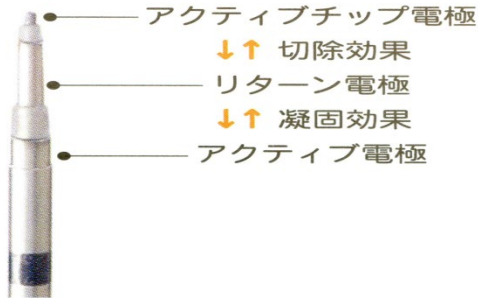 アクティブチップ電極
↓↑ 切除効果
リターン電極
↓↑ 凝固効果
アクティブ電極